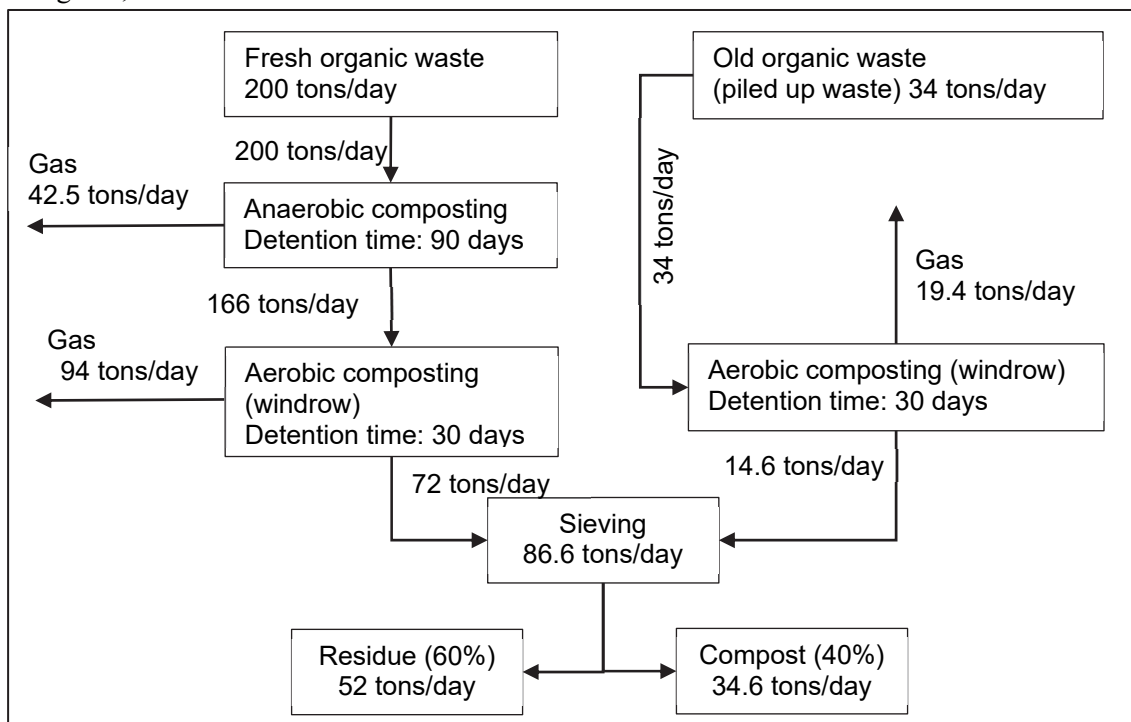 Fresh organic waste
200 tons/day
Old organic waste
(piled up waste) 34 tons/day
200 tons/day
34 tons/day
Gas
42.5 tons/day
Anaerobic composting
Detention time: 90 days
Gas
19.4 tons/day
166 tons/day
Gas
94 tons/day
Aerobic composting
(windrow)
Detention time: 30 days
Aerobic composting (windrow)
Detention time: 30 days
72 tons/day
14.6 tons/day
Sieving
86.6 tons/day
Residue (60%)
52 tons/day
Compost (40%)
34.6 tons/day